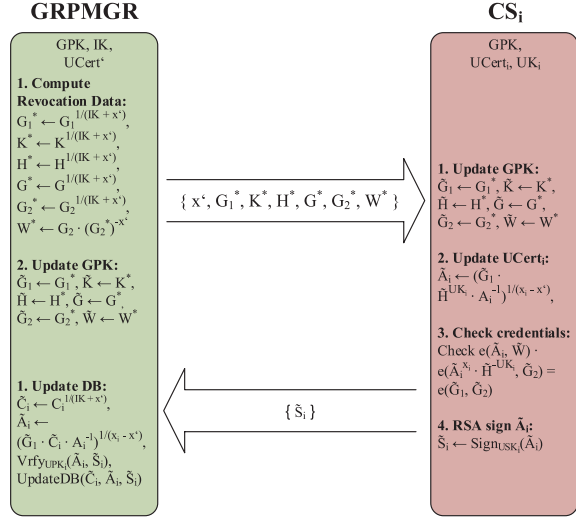 GRPMGR
GPK, IK,
UCert‘
1. Compute
Revocation Data:
G₁* ← G₁^1/(IK + x‘),
K* ← K^1/(IK + x‘),
H* ← H^1/(IK + x‘),
G* ← G^1/(IK + x‘),
G₂* ← G₂^1/(IK + x‘),
W* ← G₂ · (G₂*)^-x‘
2. Update GPK:
G̃₁ ← G₁*, K̃ ← K*,
H̃ ← H*, G̃ ← G*,
G̃₂ ← G₂*, W̃ ← W*
1. Update DB:
C̃ᵢ ← Cᵢ^1/(IK + x‘),
Ãᵢ ←
(G̃₁ · C̃ᵢ · Aᵢ^-1)^1/(xᵢ - x‘),
Vrfy_UPKᵢ(Ãᵢ, S̃ᵢ),
UpdateDB(C̃ᵢ, Ãᵢ, S̃ᵢ)
{ x‘, G₁*, K*, H*, G*, G₂*, W* }
{ S̃ᵢ }
CSᵢ
GPK,
UCertᵢ, UKᵢ
1. Update GPK:
G̃₁ ← G₁*, K̃ ← K*,
H̃ ← H*, G̃ ← G*,
G̃₂ ← G₂*, W̃ ← W*
2. Update UCertᵢ:
Ãᵢ ← (G̃₁ ·
H̃^UKᵢ · Aᵢ^-1)^1/(xᵢ - x‘),
3. Check credentials:
Check e(Ãᵢ, W̃) ·
e(Ãᵢ^xᵢ · H̃^-UKᵢ, G̃₂) =
e(G̃₁, G̃₂)
4. RSA sign Ãᵢ:
S̃ᵢ ← Sign_USKᵢ(Ãᵢ)